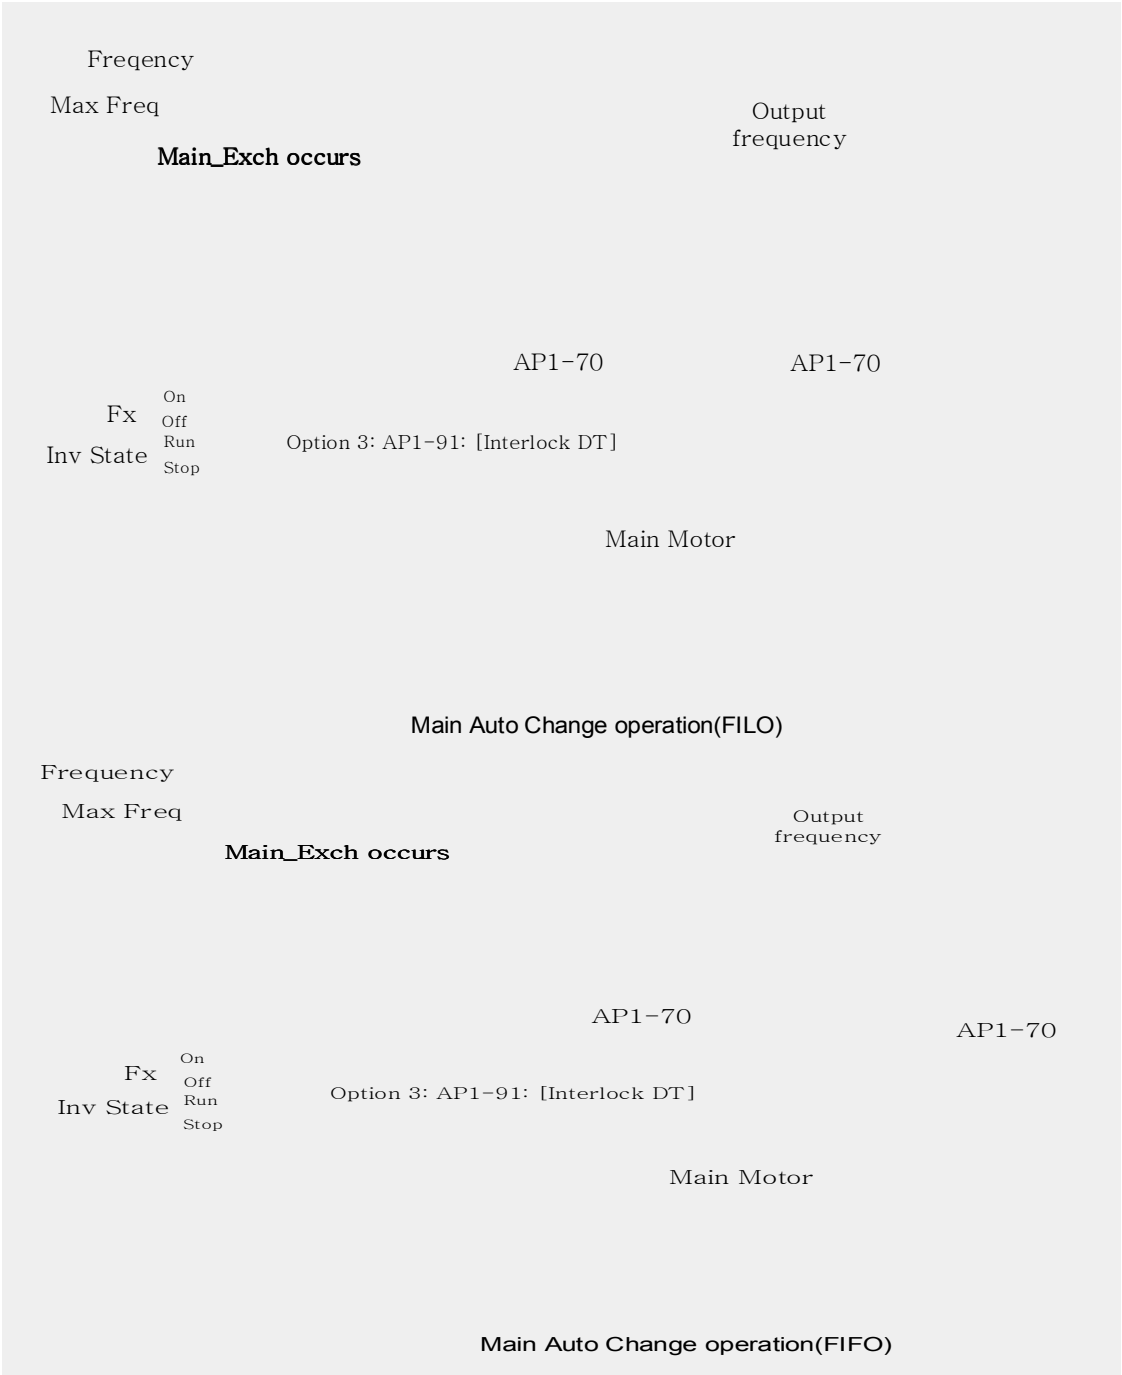 Freqency
Max Freq
Output
frequency
Main_Exch occurs
AP1-70
AP1-70
On
Fx
Off
Run
Inv State
Stop
Option 3: AP1-91: [Interlock DT]
Main Motor
Main Auto Change operation(FILO)
Frequency
Max Freq
Output
frequency
Main_Exch occurs
AP1-70
AP1-70
On
Fx
Off
Run
Inv State
Stop
Option 3: AP1-91: [Interlock DT]
Main Motor
Main Auto Change operation(FIFO)